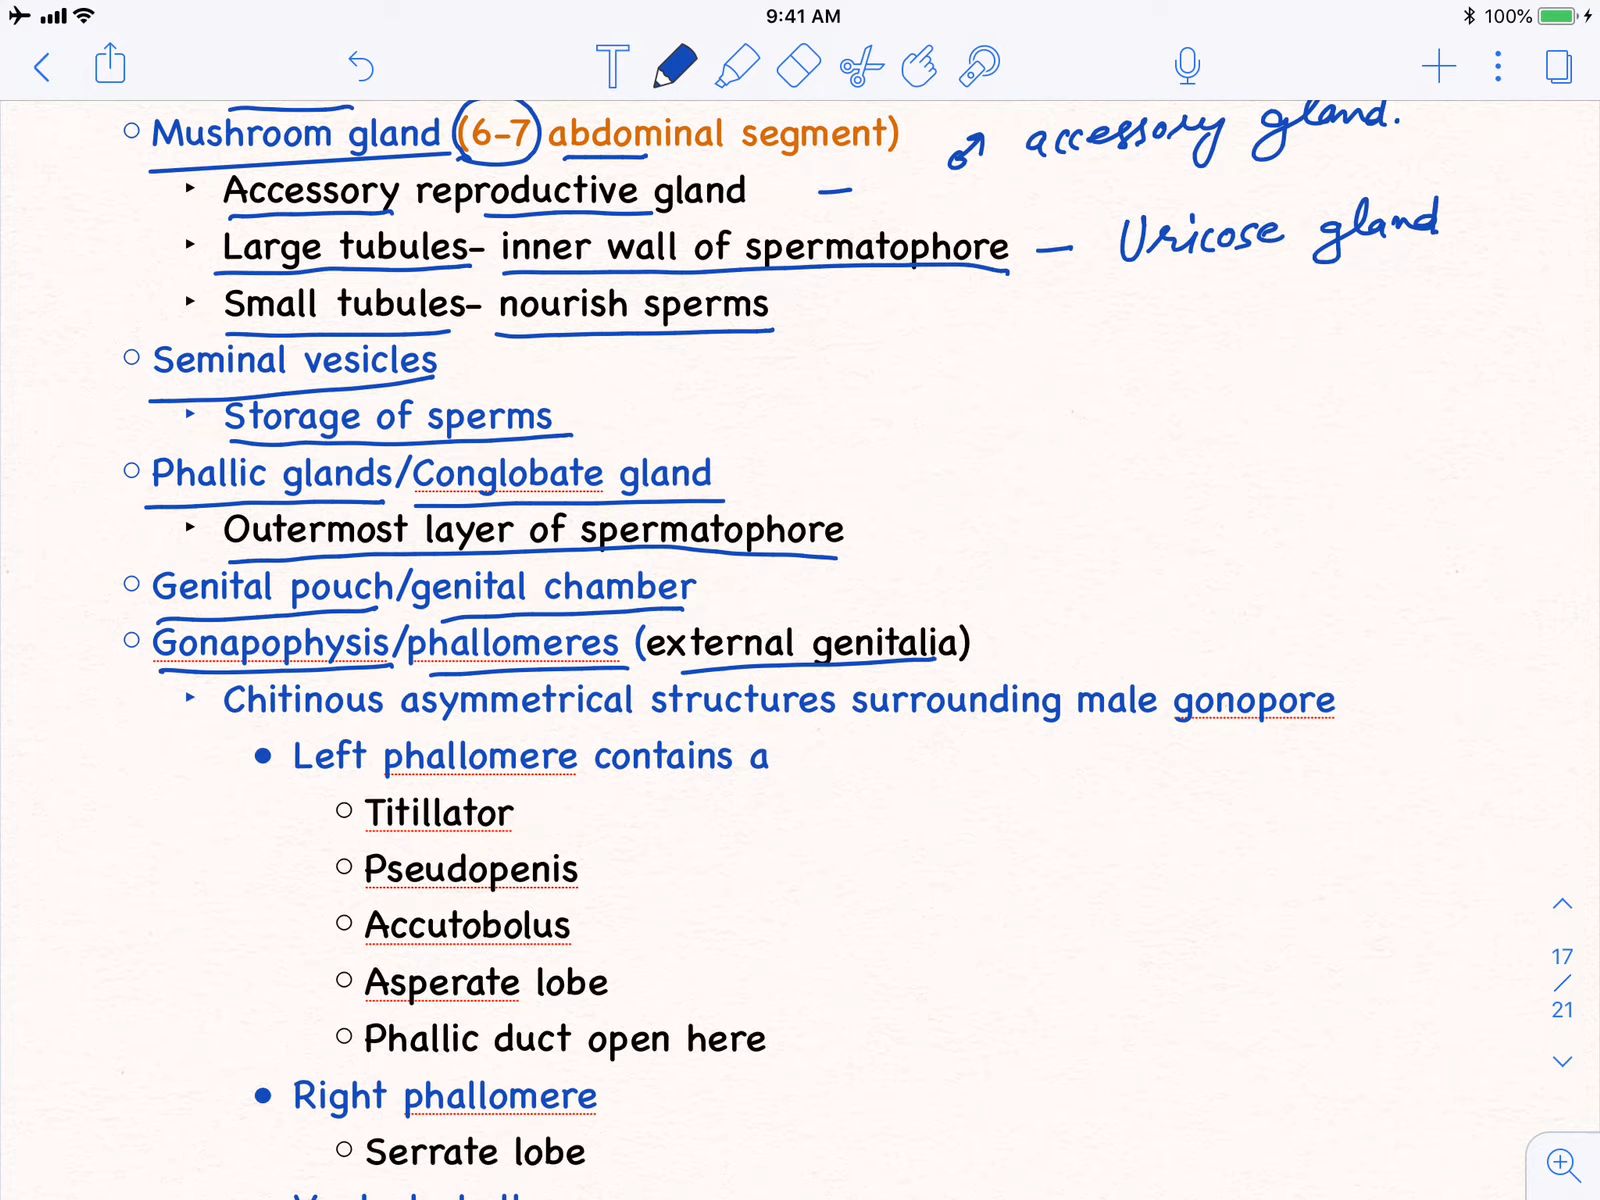 9:41 AM
100%
Mushroom gland (6-7 abdominal segment)
♂ accessory gland.
Accessory reproductive gland —
Large tubules- inner wall of spermatophore — Uricose gland
Small tubules- nourish sperms
Seminal vesicles
Storage of sperms
Phallic glands/Conglobate gland
Outermost layer of spermatophore
Genital pouch/genital chamber
Gonapophysis/phallomeres (external genitalia)
Chitinous asymmetrical structures surrounding male gonopore
Left phallomere contains a
Titillator
Pseudopenis
Accutobolus
Asperate lobe
17
/
21
Phallic duct open here
Right phallomere
Serrate lobe